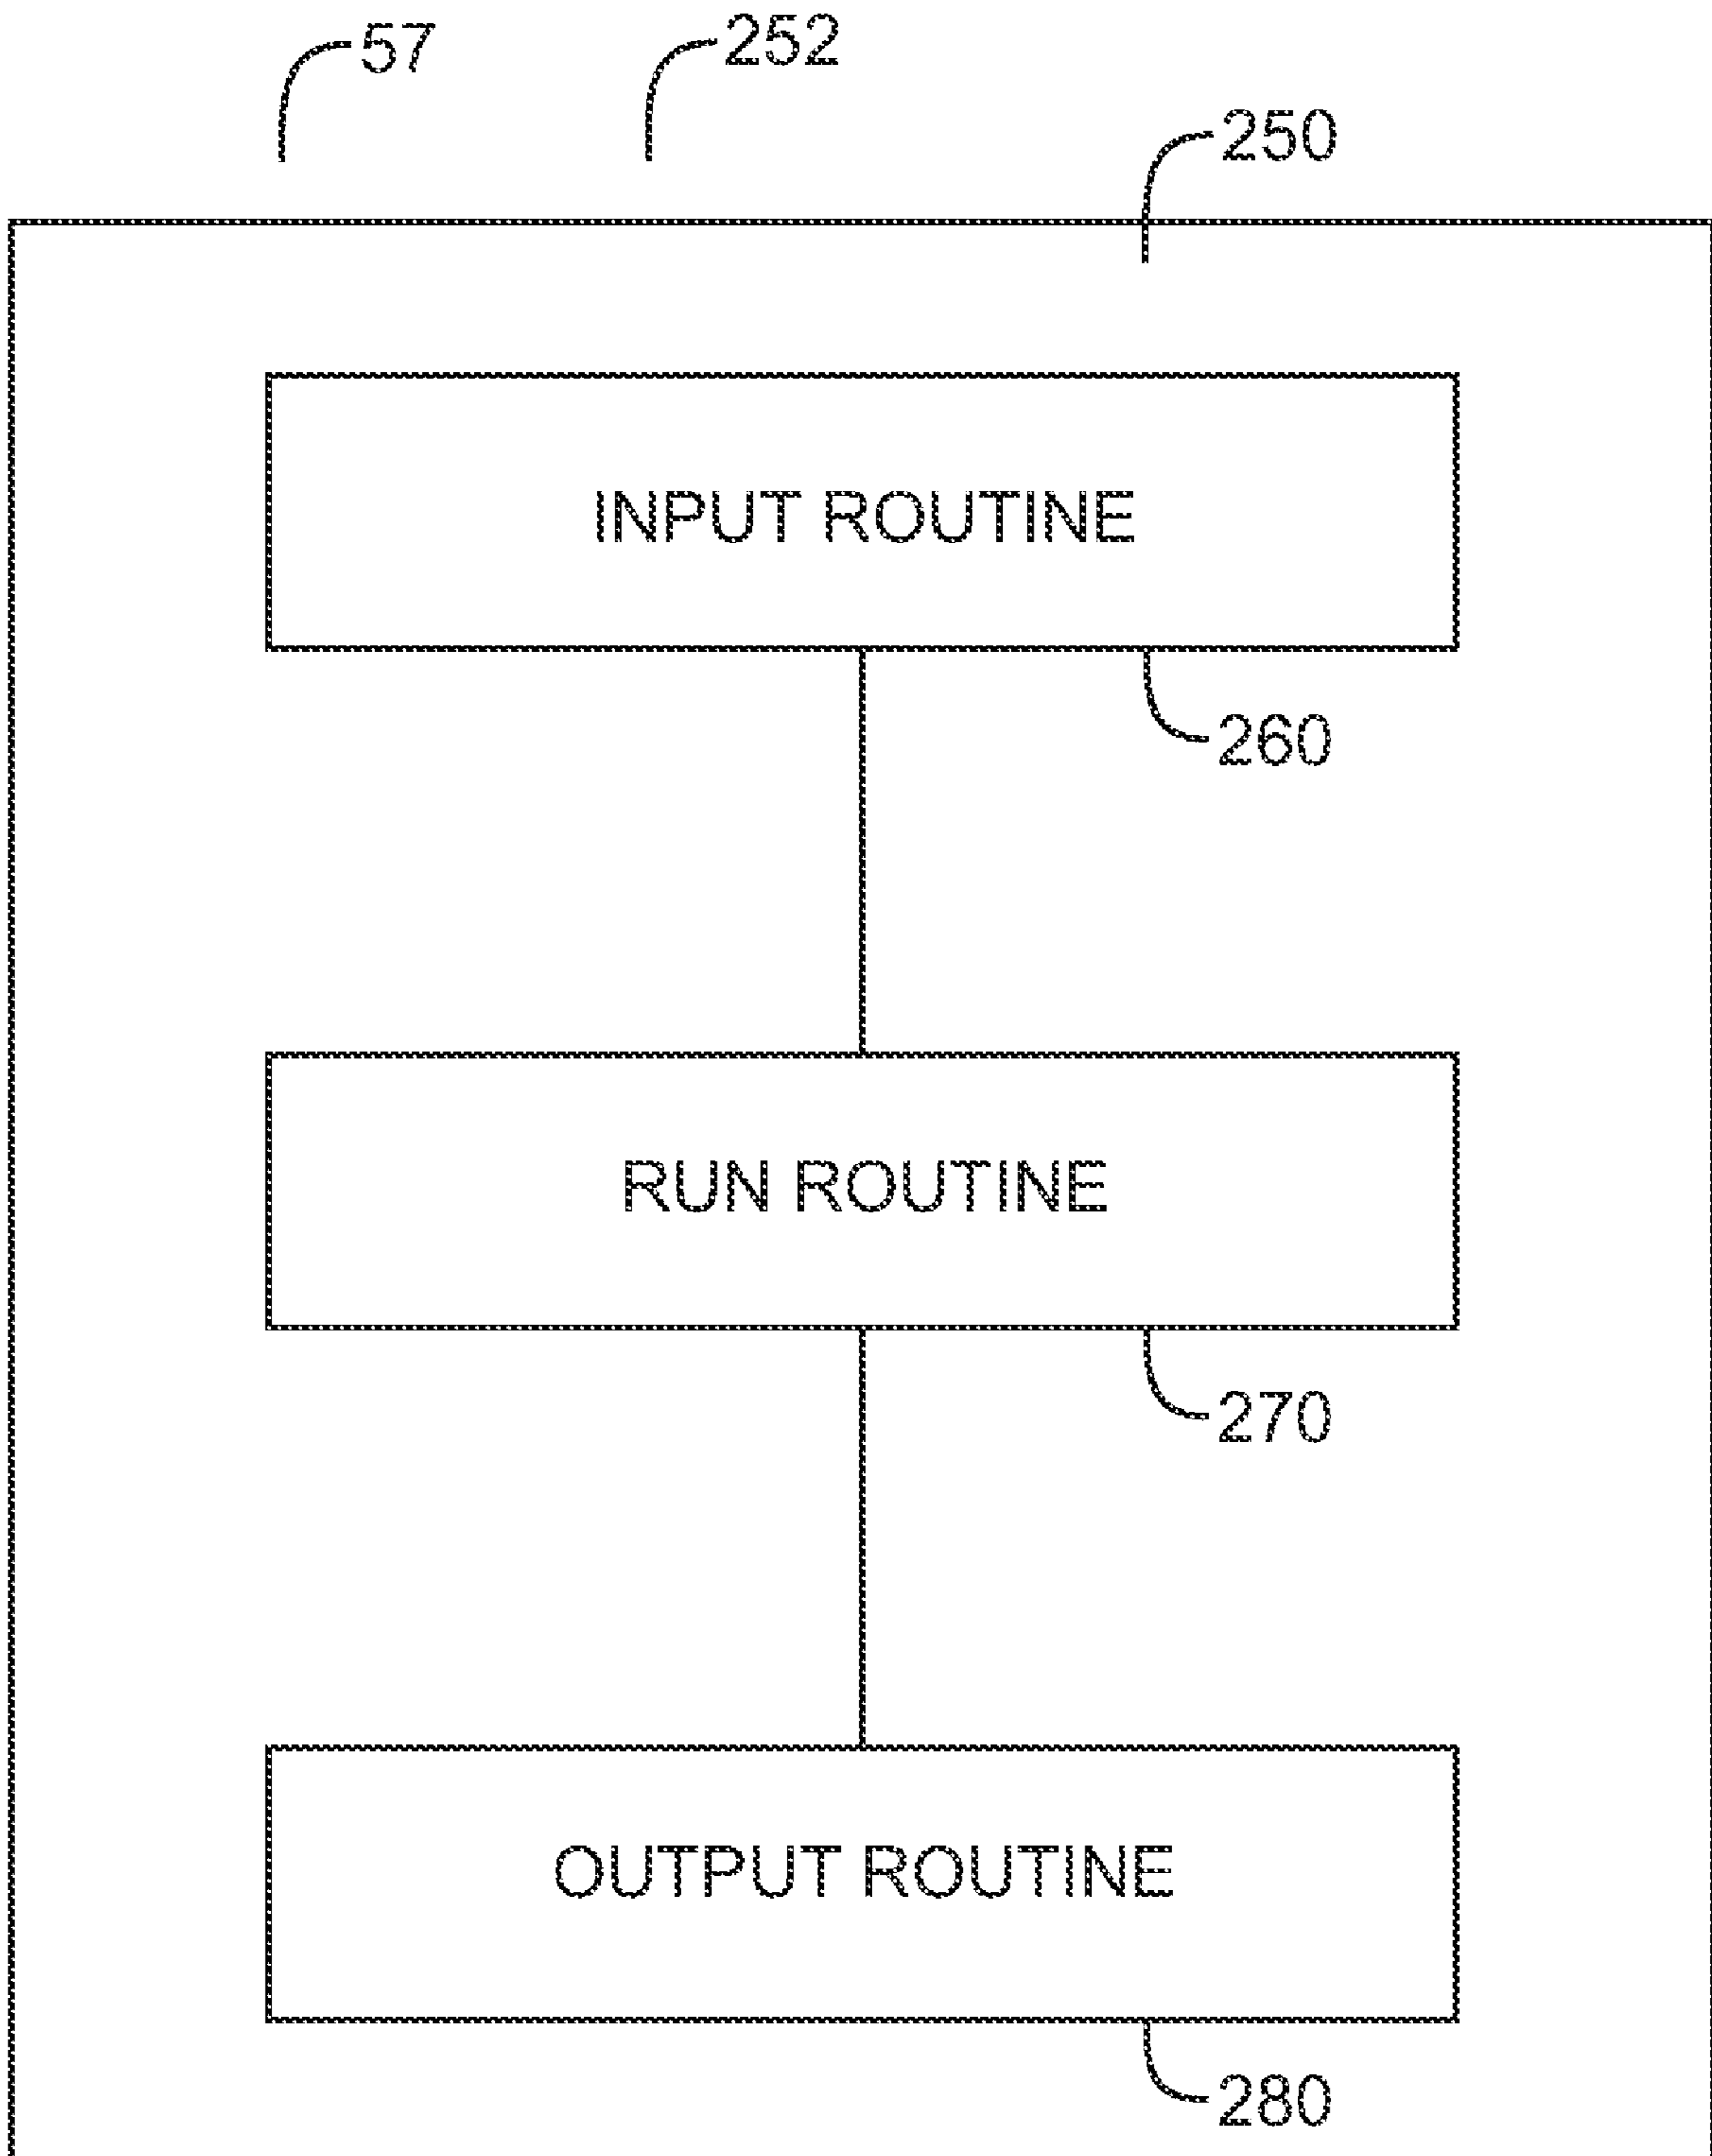 57
252
250
INPUT ROUTINE
260
RUN ROUTINE
270
OUTPUT ROUTINE
280